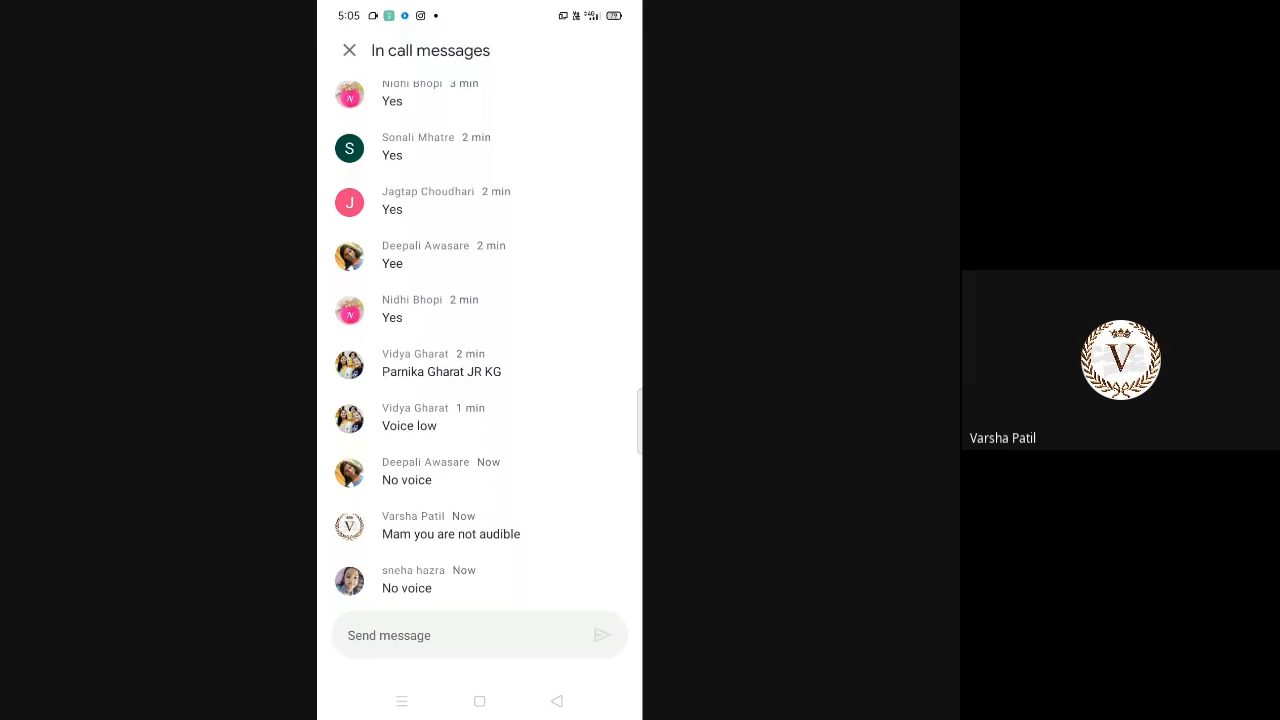 5:05
79
In call messages
Nidhi Bhopi 3 min
Yes
S
Sonali Mhatre 2 min
Yes
J
Jagtap Choudhari 2 min
Yes
Deepali Awasare 2 min
Yee
N
Nidhi Bhopi 2 min
Yes
Vidya Gharat 2 min
Parnika Gharat JR KG
Vidya Gharat 1 min
Voice low
Deepali Awasare Now
No voice
V
Varsha Patil Now
Mam you are not audible
sneha hazra Now
No voice
Send message
V
Varsha Patil